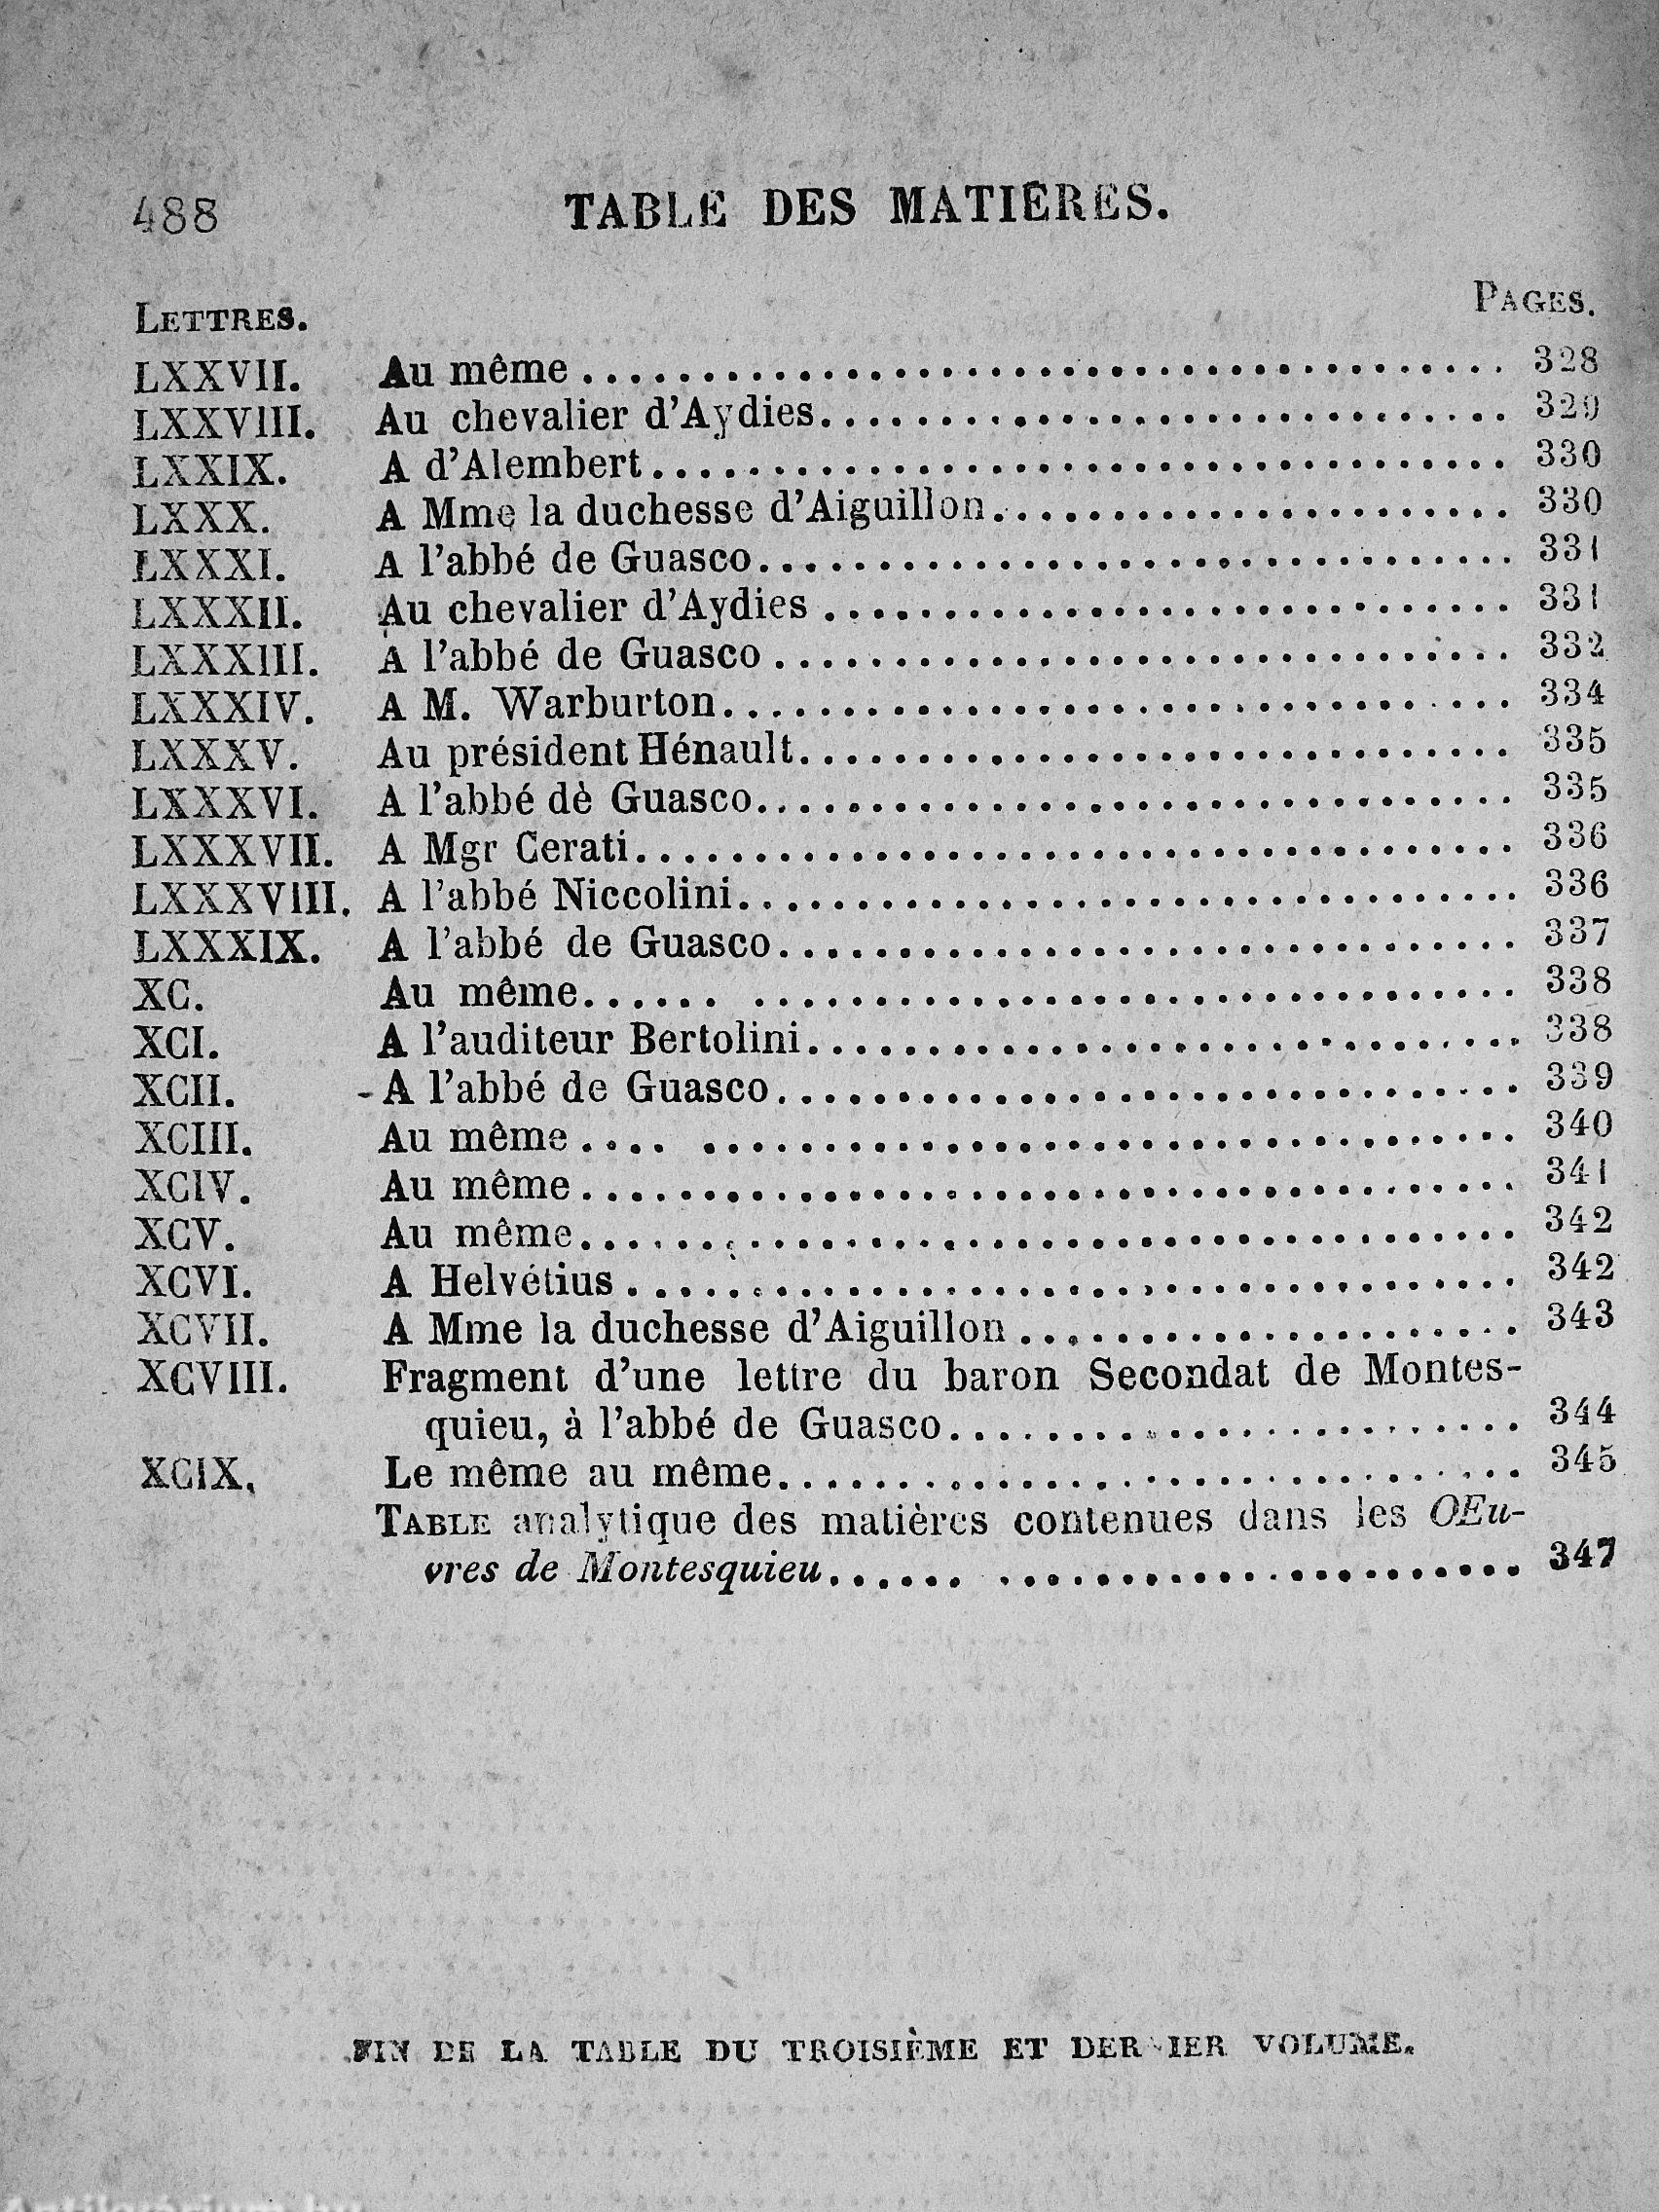 488 TABLE DES MATIÈRES.
LETTRES. PAGES.
LXXVII. Au même ........................................ 328
LXXVIII. Au chevalier d'Aydies............................. 329
LXXIX. A d'Alembert.................................... 330
LXXX. A Mme la duchesse d'Aiguillon...................... 330
LXXXI. A l'abbé de Guasco................................ 331
LXXXII. Au chevalier d'Aydies ............................. 331
LXXXIII. A l'abbé de Guasco ............................... 332
LXXXIV. A M. Warburton................................. 334
LXXXV. Au président Hénault.............................. 335
LXXXVI. A l'abbé dè Guasco................................ 335
LXXXVII. A Mgr Cerati..................................... 336
LXXXVIII. A l'abbé Niccolini................................. 336
LXXXIX. A l'abbé de Guasco............................... 337
XC. Au même...... ................................ 338
XCI. A l'auditeur Bertolini.............................. 338
XCII. A l'abbé de Guasco............................... 339
XCIII. Au même .... .................................. 340
XCIV. Au même ....................................... 341
XCV. Au même....................................... 342
XCVI. A Helvétius ..................................... 342
XCVII. A Mme la duchesse d'Aiguillon ..................... 343
XCVIII. Fragment d'une lettre du baron Secondat de Montes-
quieu, à l'abbé de Guasco........................ 344
XCIX. Le même au même............................... 345
TABLE analytique des matières contenues dans les OEu-
vres de Montesquieu...... ...................... 347
FIN DE LA TABLE DU TROISIÈME ET DERNIER VOLUME.